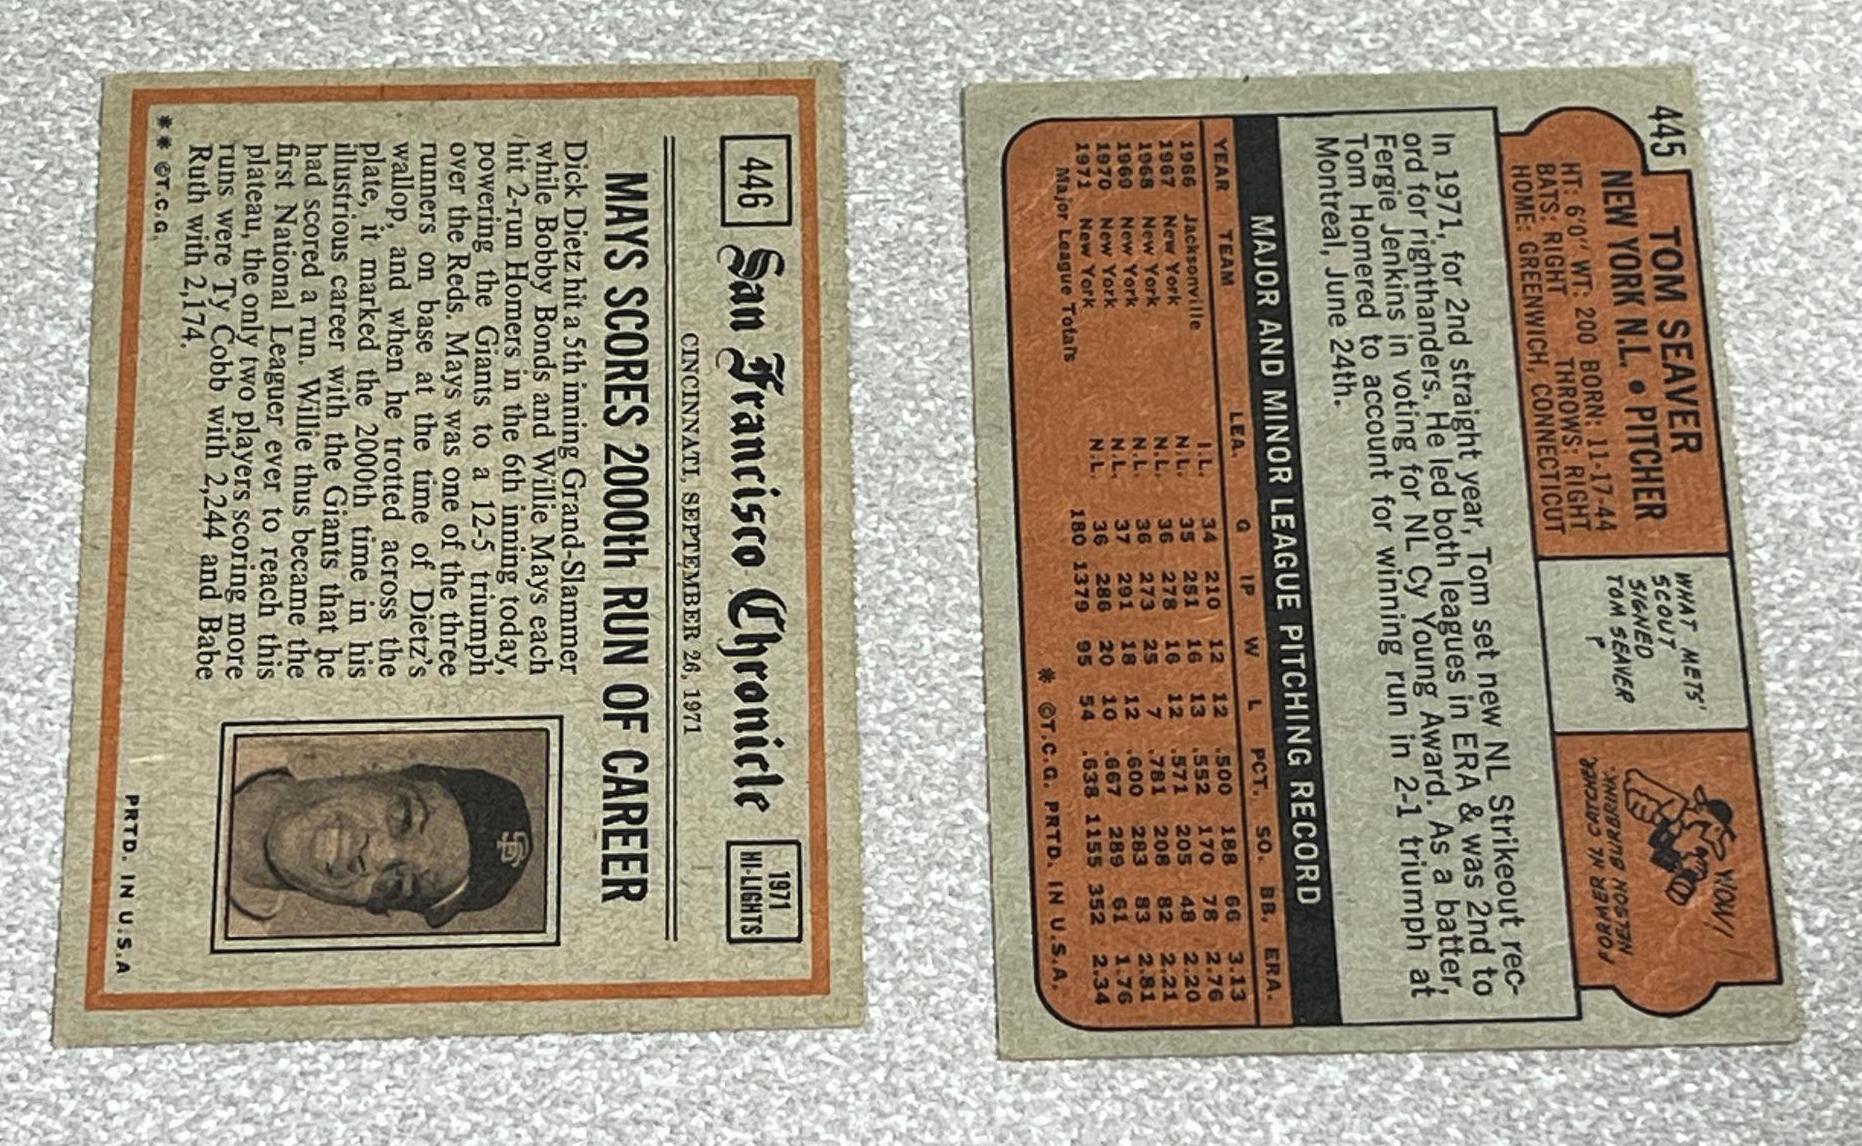 445
TOM SEAVER
NEW YORK N.L. • PITCHER
HT: 6'0" WT: 200 BORN: 11-17-44
BATS: RIGHT THROWS: RIGHT
HOME: GREENWICH, CONNECTICUT
WHAT METS'
SCOUT
SIGNED
TOM SEAVER
?
WOW!
FORMER NL CATCHER,
NELSON BURBRINK.
In 1971, for 2nd straight year, Tom set new NL Strikeout rec-
ord for righthanders. He led both leagues in ERA & was 2nd to
Fergie Jenkins in voting for NL Cy Young Award. As a batter,
Tom Homered to account for winning run in 2-1 triumph at
Montreal, June 24th.
MAJOR AND MINOR LEAGUE PITCHING RECORD
YEAR TEAM LEA. G IP W L PCT. SO. BB. ERA.
1966 Jacksonville I.L. 34 210 12 12 .500 188 66 3.13
1967 New York N.L. 35 251 16 13 .552 170 78 2.76
1968 New York N.L. 36 278 16 12 .571 205 48 2.20
1969 New York N.L. 36 273 25 7 .781 208 82 2.21
1970 New York N.L. 37 291 18 12 .600 283 83 2.81
1971 New York N.L. 36 286 20 10 .667 289 61 1.76
Major League Totals 180 1379 95 54 .638 1155 352 2.34
* ©T.C.G. PRTD. IN U.S.A.
446
San Francisco Chronicle
1971
HI-LIGHTS
CINCINNATI, SEPTEMBER 26, 1971
MAYS SCORES 2000th RUN OF CAREER
Dick Dietz hit a 5th inning Grand-Slammer
while Bobby Bonds and Willie Mays each
hit 2-run Homers in the 6th inning today,
powering the Giants to a 12-5 triumph
over the Reds. Mays was one of the three
runners on base at the time of Dietz's
wallop, and when he trotted across the
plate, it marked the 2000th time in his
illustrious career with the Giants that he
had scored a run. Willie thus became the
first National Leaguer ever to reach this
plateau, the only two players scoring more
runs were Ty Cobb with 2,244 and Babe
Ruth with 2,174.
SF
** ©T.C.G.
PRTD. IN U.S.A